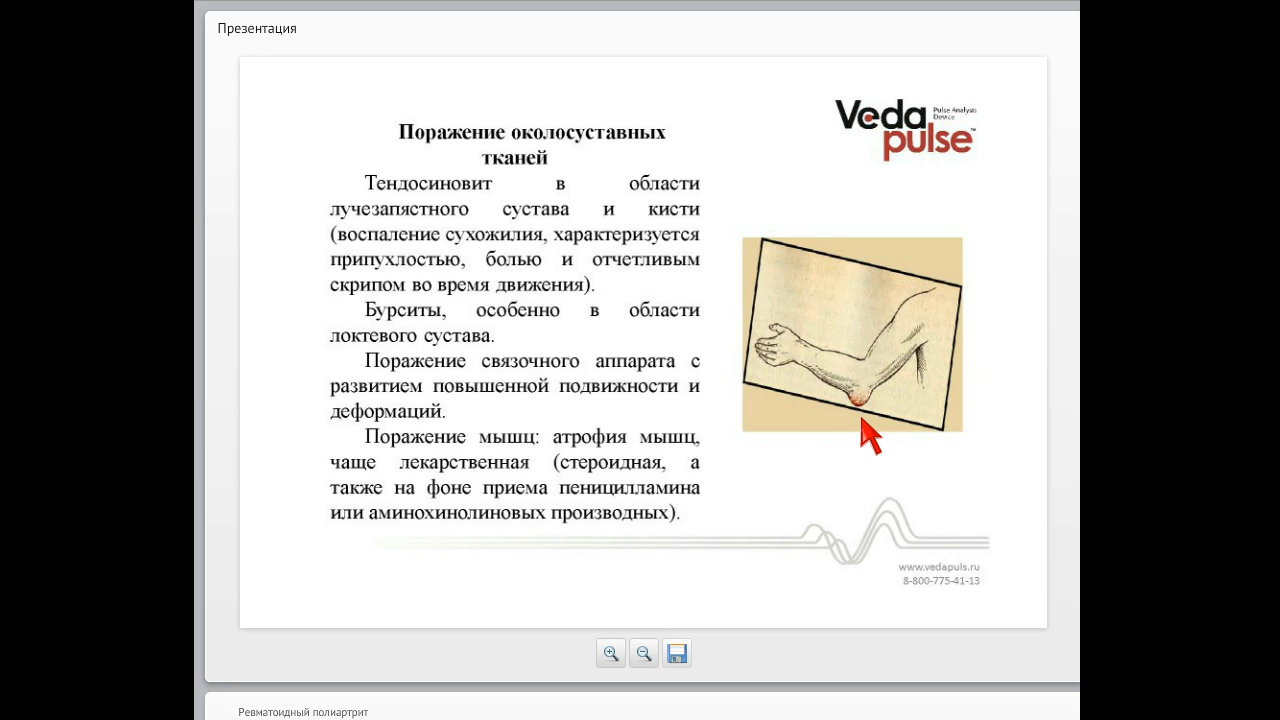 Презентация
Veda
Pulse Analysis
Device
pulse™
Поражение околосуставных
тканей
Тендосиновит в области
лучезапястного сустава и кисти
(воспаление сухожилия, характеризуется
припухлостью, болью и отчетливым
скрипом во время движения).
Бурситы, особенно в области
локтевого сустава.
Поражение связочного аппарата с
развитием повышенной подвижности и
деформаций.
Поражение мышц: атрофия мышц,
чаще лекарственная (стероидная, а
также на фоне приема пеницилламина
или аминохинолиновых производных).
www.vedapuls.ru
8-800-775-41-13
Ревматоидный полиартрит